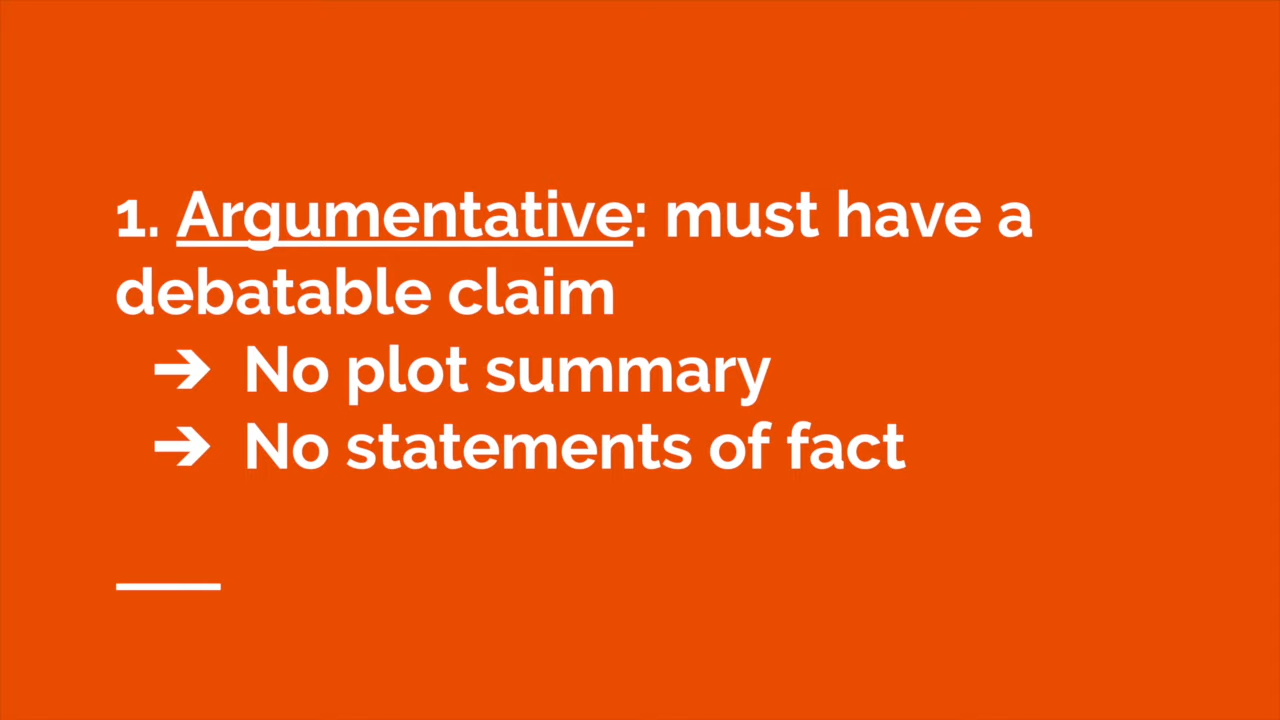 1. Argumentative: must have a
debatable claim
➔ No plot summary
➔ No statements of fact